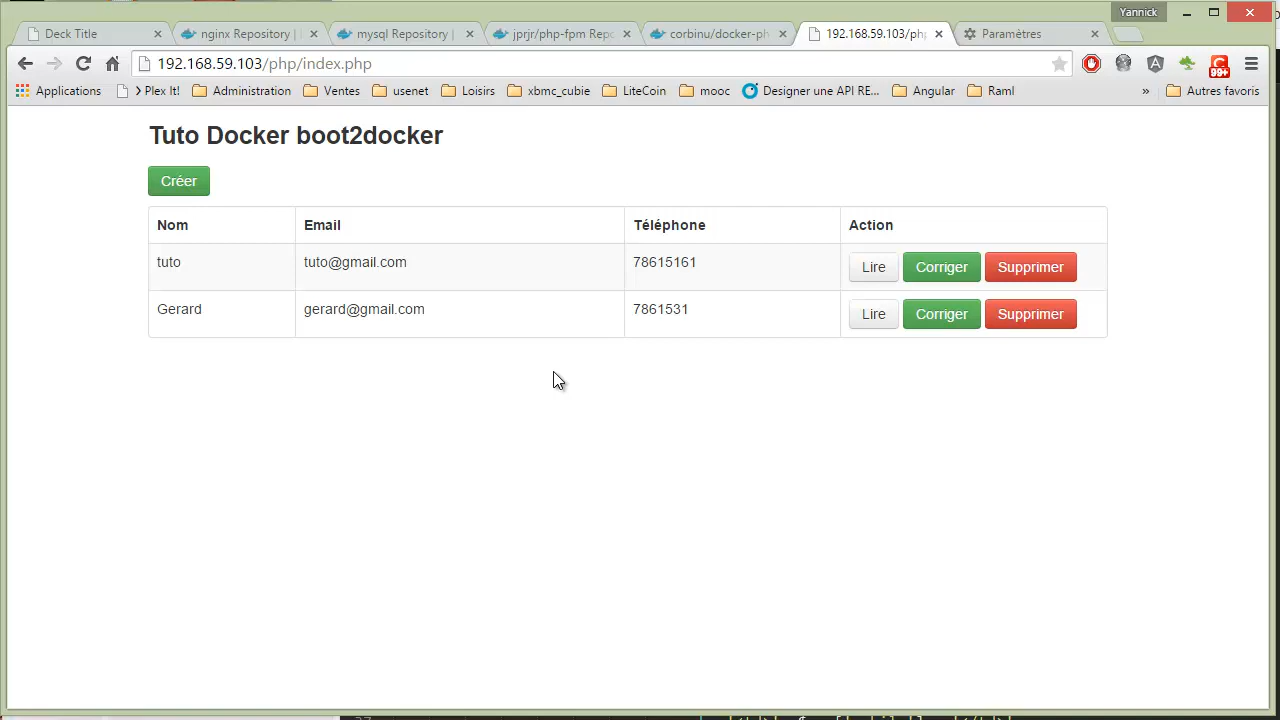 Yannick
Deck Title nginx Repository | mysql Repository | jprjr/php-fpm Repo corbinu/docker-ph 192.168.59.103/php Paramètres
192.168.59.103/php/index.php 99+
Applications > Plex It! Administration Ventes usenet Loisirs xbmc_cubie LiteCoin mooc Designer une API RE... Angular Raml » Autres favoris
Tuto Docker boot2docker
Créer
Nom Email Téléphone Action
tuto tuto@gmail.com 78615161 Lire Corriger Supprimer
Gerard gerard@gmail.com 7861531 Lire Corriger Supprimer